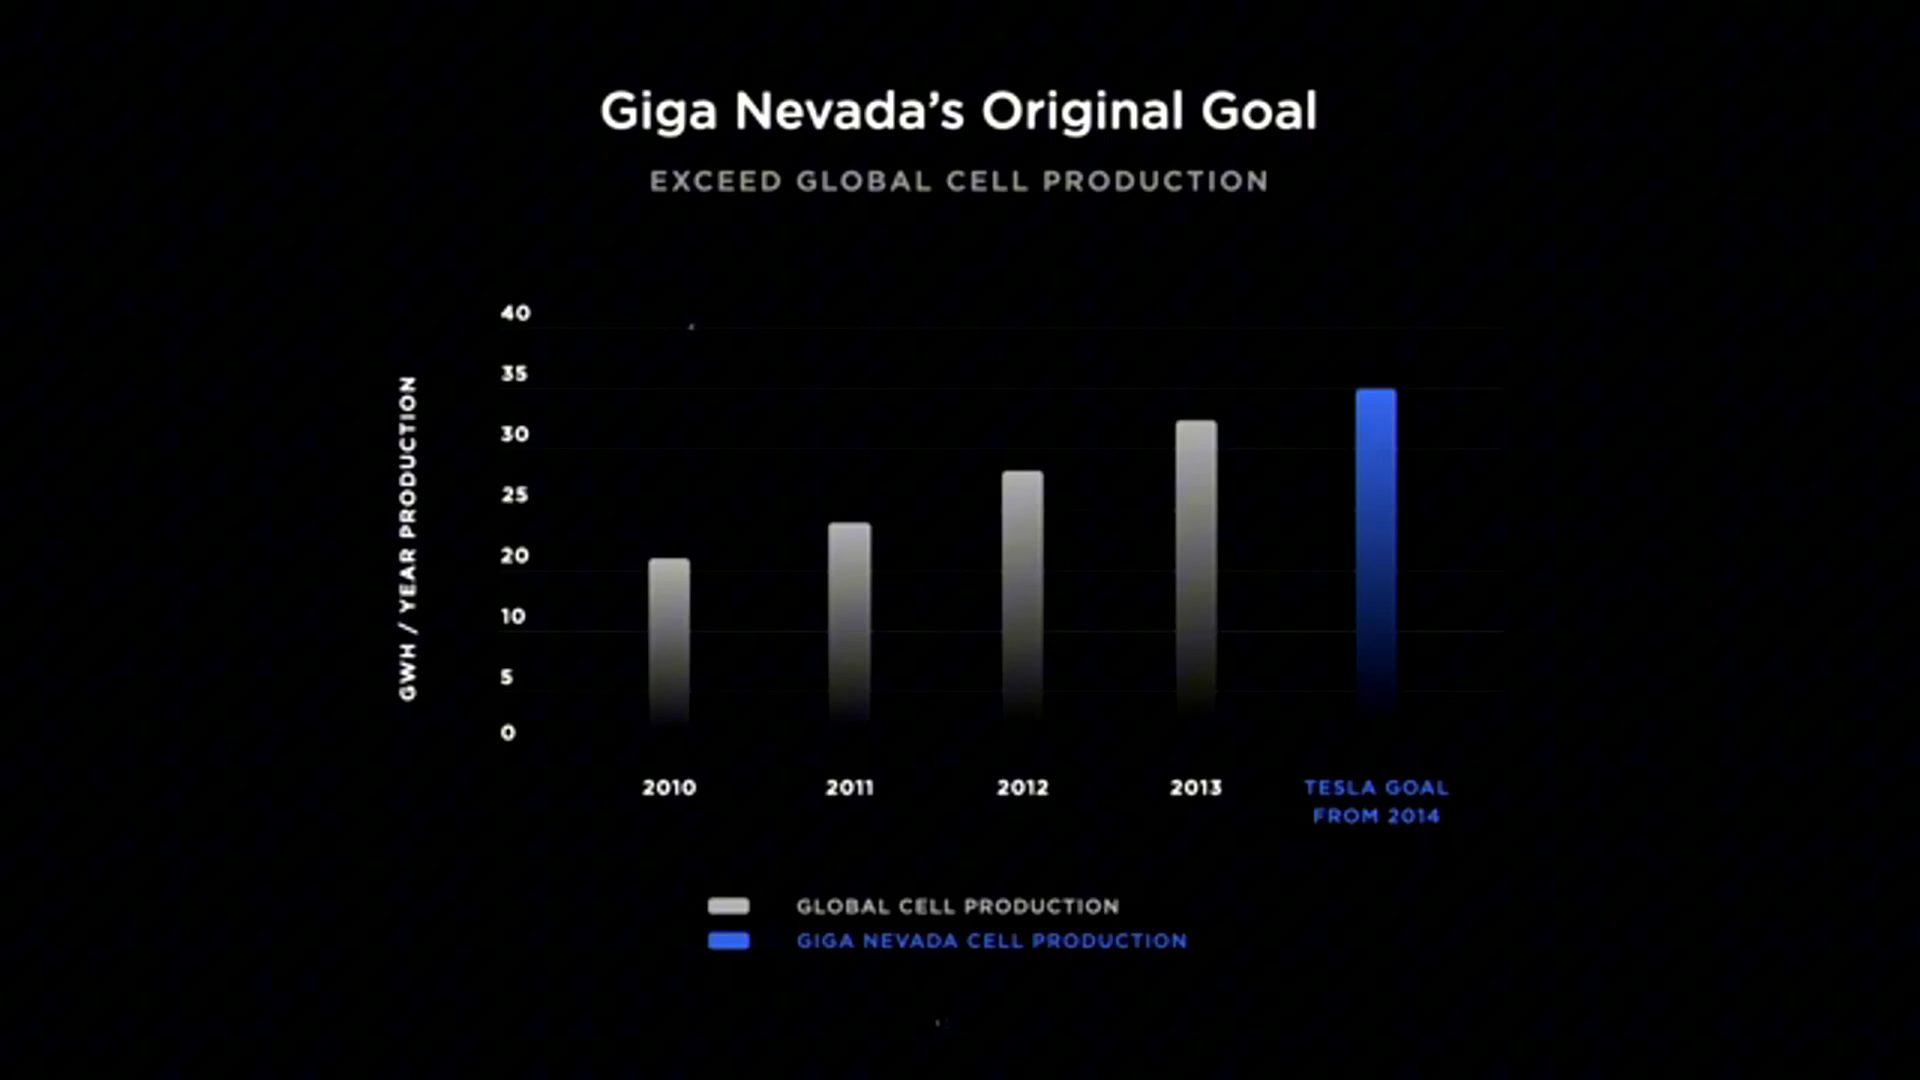 Giga Nevada's Original Goal
EXCEED GLOBAL CELL PRODUCTION
GWH / YEAR PRODUCTION
40
35
30
25
20
10
5
0
2010
2011
2012
2013
TESLA GOAL
FROM 2014
GLOBAL CELL PRODUCTION
GIGA NEVADA CELL PRODUCTION